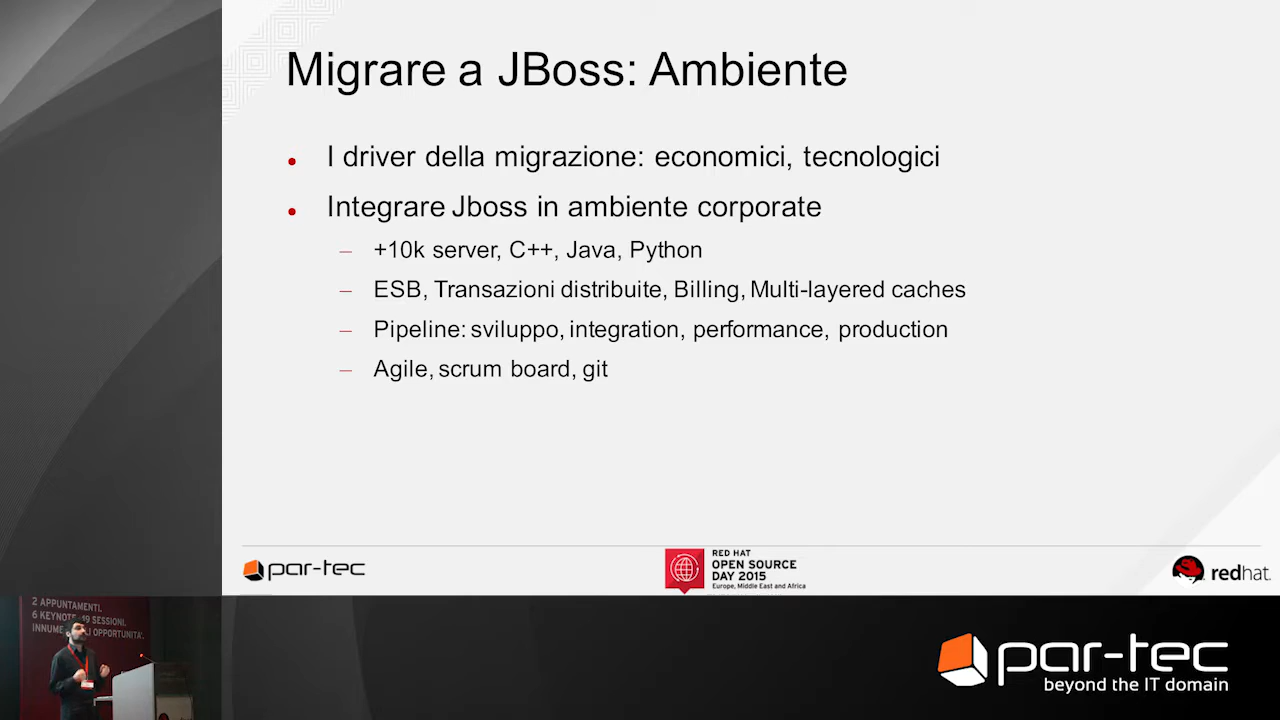 Migrare a JBoss: Ambiente
I driver della migrazione: economici, tecnologici
Integrare Jboss in ambiente corporate
+10k server, C++, Java, Python
ESB, Transazioni distribuite, Billing, Multi-layered caches
Pipeline: sviluppo, integration, performance, production
Agile, scrum board, git
par-tec
RED HAT
OPEN SOURCE
DAY 2015
Europe, Middle East and Africa
redhat.
2 APPUNTAMENTI.
6 KEYNOTE. 49 SESSIONI.
OPPORTUNITA'.
par-tec
beyond the IT domain